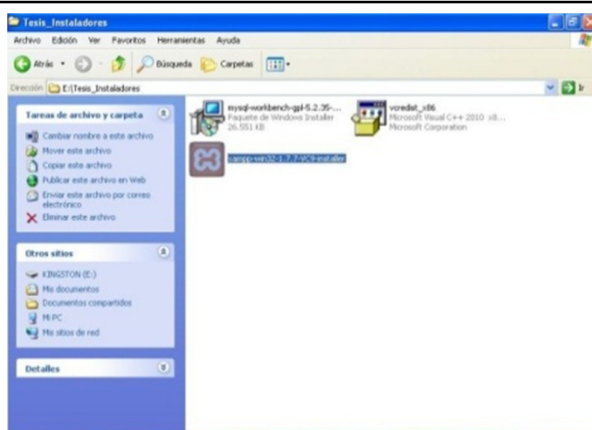 Tesis_Instaladores
Archivo Edición Ver Favoritos Herramientas Ayuda
Atrás Búsqueda Carpetas
Dirección E:\Tesis_Instaladores Ir
Tareas de archivo y carpeta
Cambiar nombre a este archivo
Mover este archivo
Copiar este archivo
Publicar este archivo en Web
Enviar este archivo por correo
electrónico
Eliminar este archivo
Otros sitios
KINGSTON (E:)
Mis documentos
Documentos compartidos
Mi PC
Mis sitios de red
Detalles
mysql-workbench-gpl-5.2.35-...
Paquete de Windows Installer
26.551 KB
vcredist_x86
Microsoft Visual C++ 2010 x8...
Microsoft Corporation
xampp-win32-1.7.7-VC9-installer